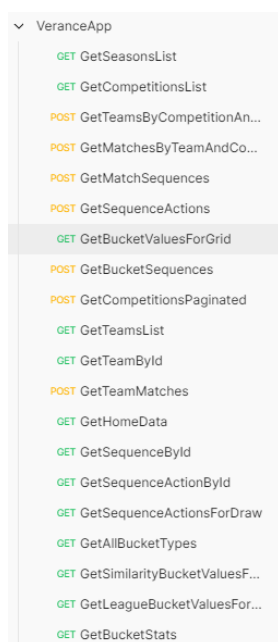 VeranceApp
GET GetSeasonsList
GET GetCompetitionsList
POST GetTeamsByCompetitionAn...
POST GetMatchesByTeamAndCo...
POST GetMatchSequences
POST GetSequenceActions
GET GetBucketValuesForGrid
POST GetBucketSequences
POST GetCompetitionsPaginated
GET GetTeamsList
GET GetTeamById
POST GetTeamMatches
GET GetHomeData
GET GetSequenceById
GET GetSequenceActionById
GET GetSequenceActionsForDraw
GET GetAllBucketTypes
GET GetSimilarityBucketValuesF...
GET GetLeagueBucketValuesFor...
GET GetBucketStats